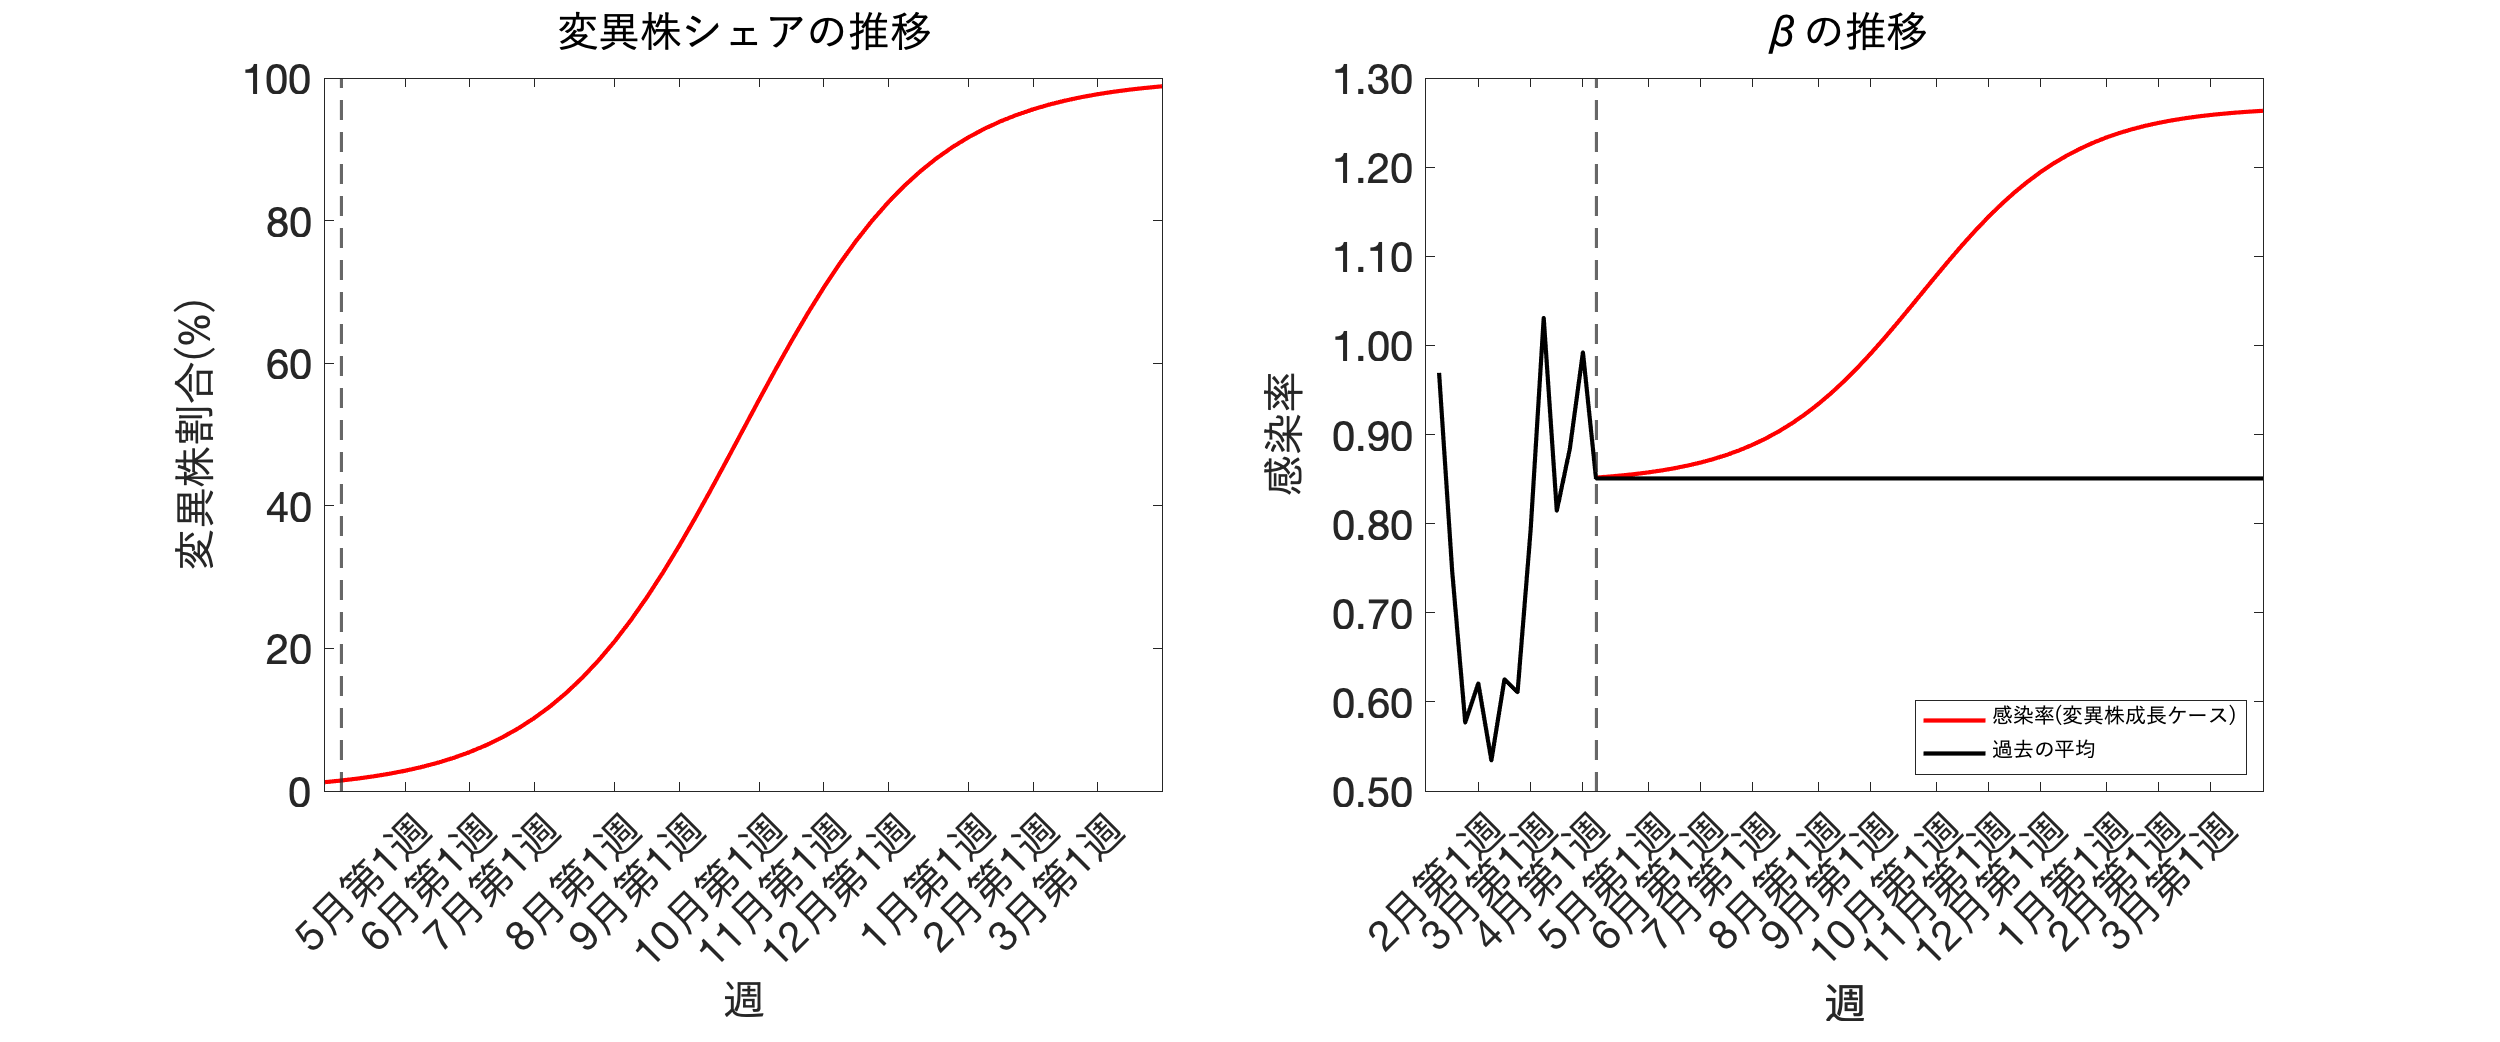 変異株シェアの推移
変異株割合(%)
100
80
60
40
20
0
5月第1週
6月第1週
7月第1週
8月第1週
9月第1週
10月第1週
11月第1週
12月第1週
1月第1週
2月第1週
3月第1週
週
βの推移
感染率
1.30
1.20
1.10
1.00
0.90
0.80
0.70
0.60
0.50
感染率(変異株成長ケース)
過去の平均
2月第1週
3月第1週
4月第1週
5月第1週
6月第1週
7月第1週
8月第1週
9月第1週
10月第1週
11月第1週
12月第1週
1月第1週
2月第1週
3月第1週
週